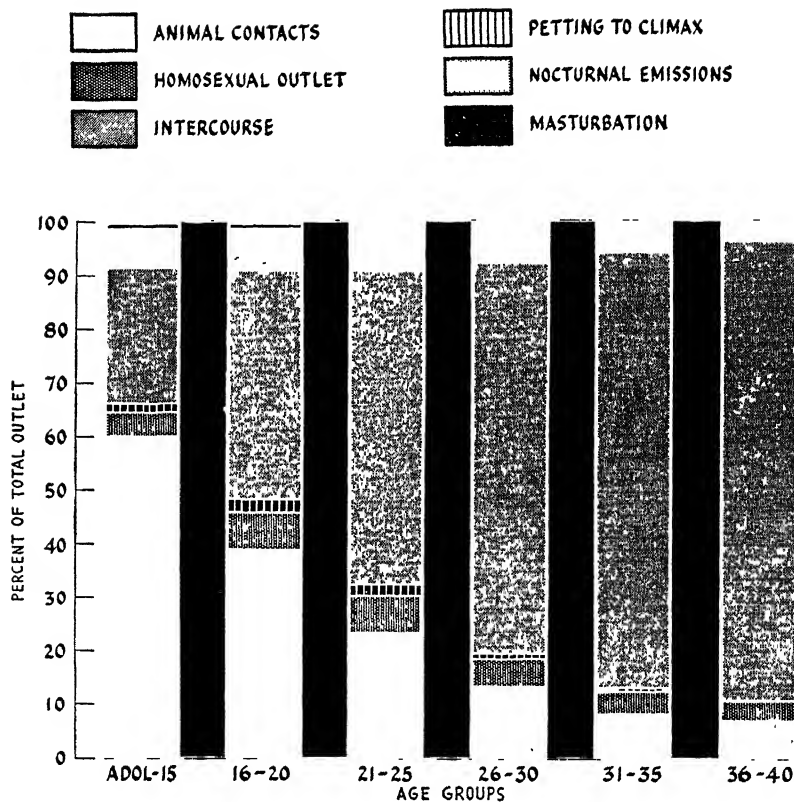 ANIMAL CONTACTS
HOMOSEXUAL OUTLET
INTERCOURSE
PETTING TO CLIMAX
NOCTURNAL EMISSIONS
MASTURBATION
PERCENT OF TOTAL OUTLET
100
90
80
70
60
50
40
30
20
10
0
ADOL-15 16-20 21-25 26-30 31-35 36-40
AGE GROUPS